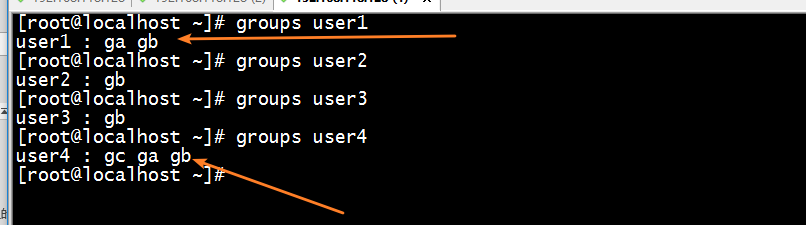 [root@localhost ~]# groups user1
user1 : ga gb
[root@localhost ~]# groups user2
user2 : gb
[root@localhost ~]# groups user3
user3 : gb
[root@localhost ~]# groups user4
user4 : gc ga gb
[root@localhost ~]#
的